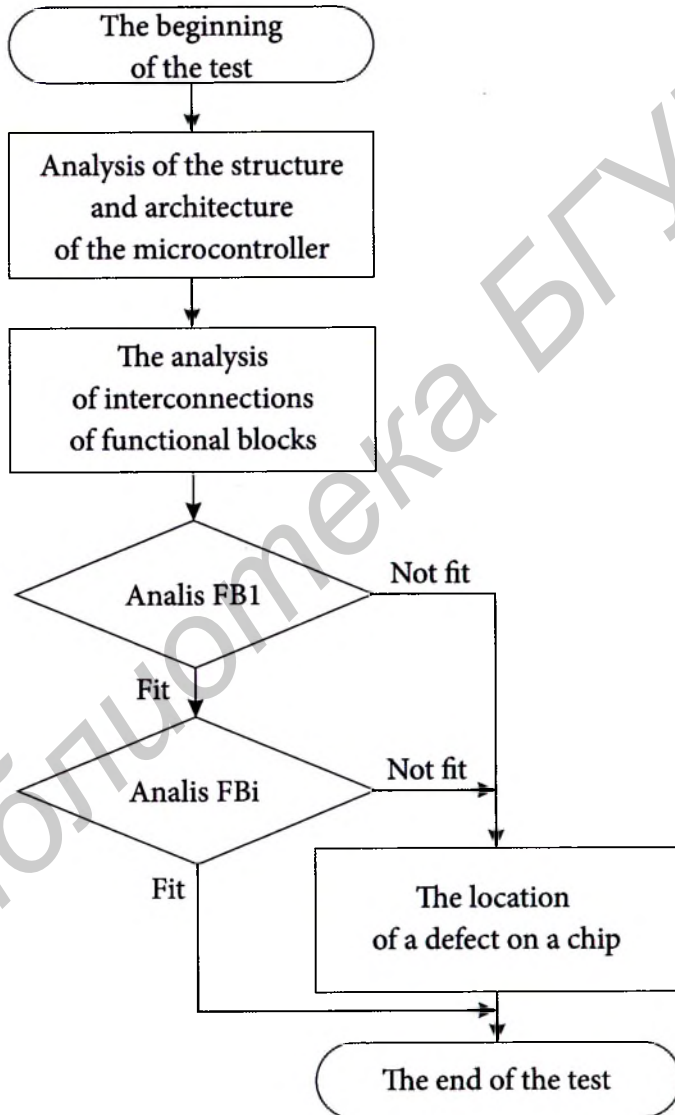 The beginning
of the test
Analysis of the structure
and architecture
of the microcontroller
The analysis
of interconnections
of functional blocks
Analis FB1
Not fit
Fit
Analis FBi
Not fit
Fit
The location
of a defect on a chip
The end of the test